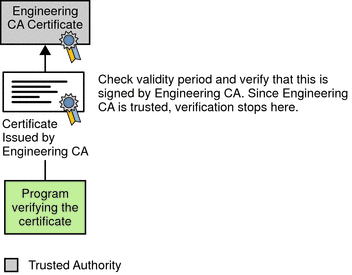 Engineering
CA Certificate
Check validity period and verify that this is
signed by Engineering CA. Since Engineering
CA is trusted, verification stops here.
Certificate
Issued by
Engineering CA
Program
verifying the
certificate
Trusted Authority